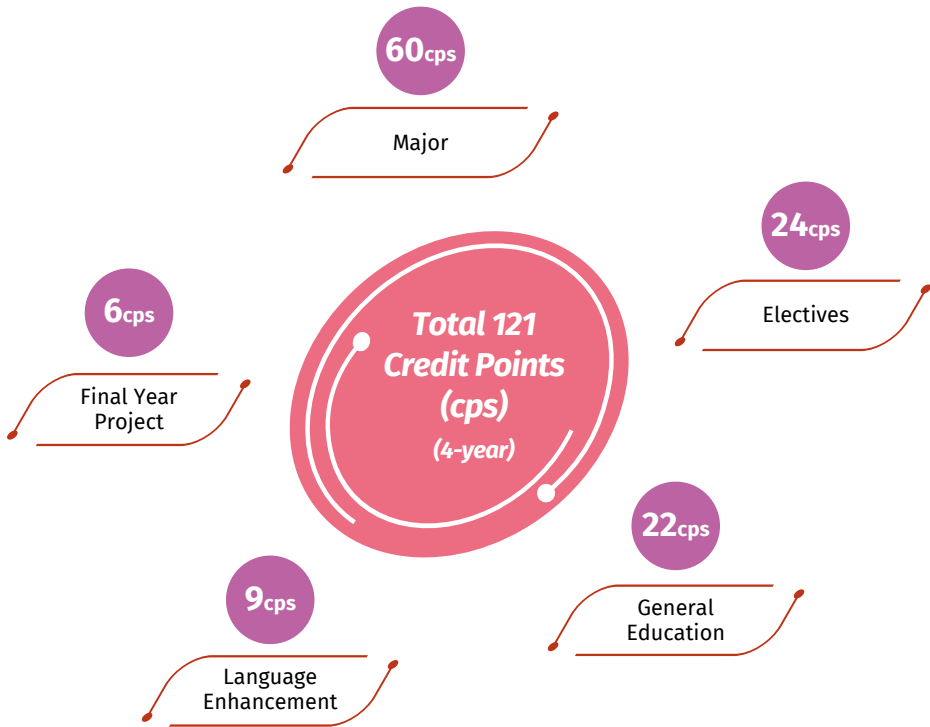 60cps
Major
24cps
Electives
6cps
Final Year
Project
Total 121
Credit Points
(cps)
(4-year)
22cps
General
Education
9cps
Language
Enhancement